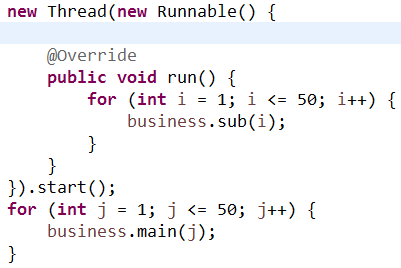 new Thread(new Runnable() {
    @Override
    public void run() {
        for (int i = 1; i <= 50; i++) {
            business.sub(i);
        }
    }
}).start();
for (int j = 1; j <= 50; j++) {
    business.main(j);
}